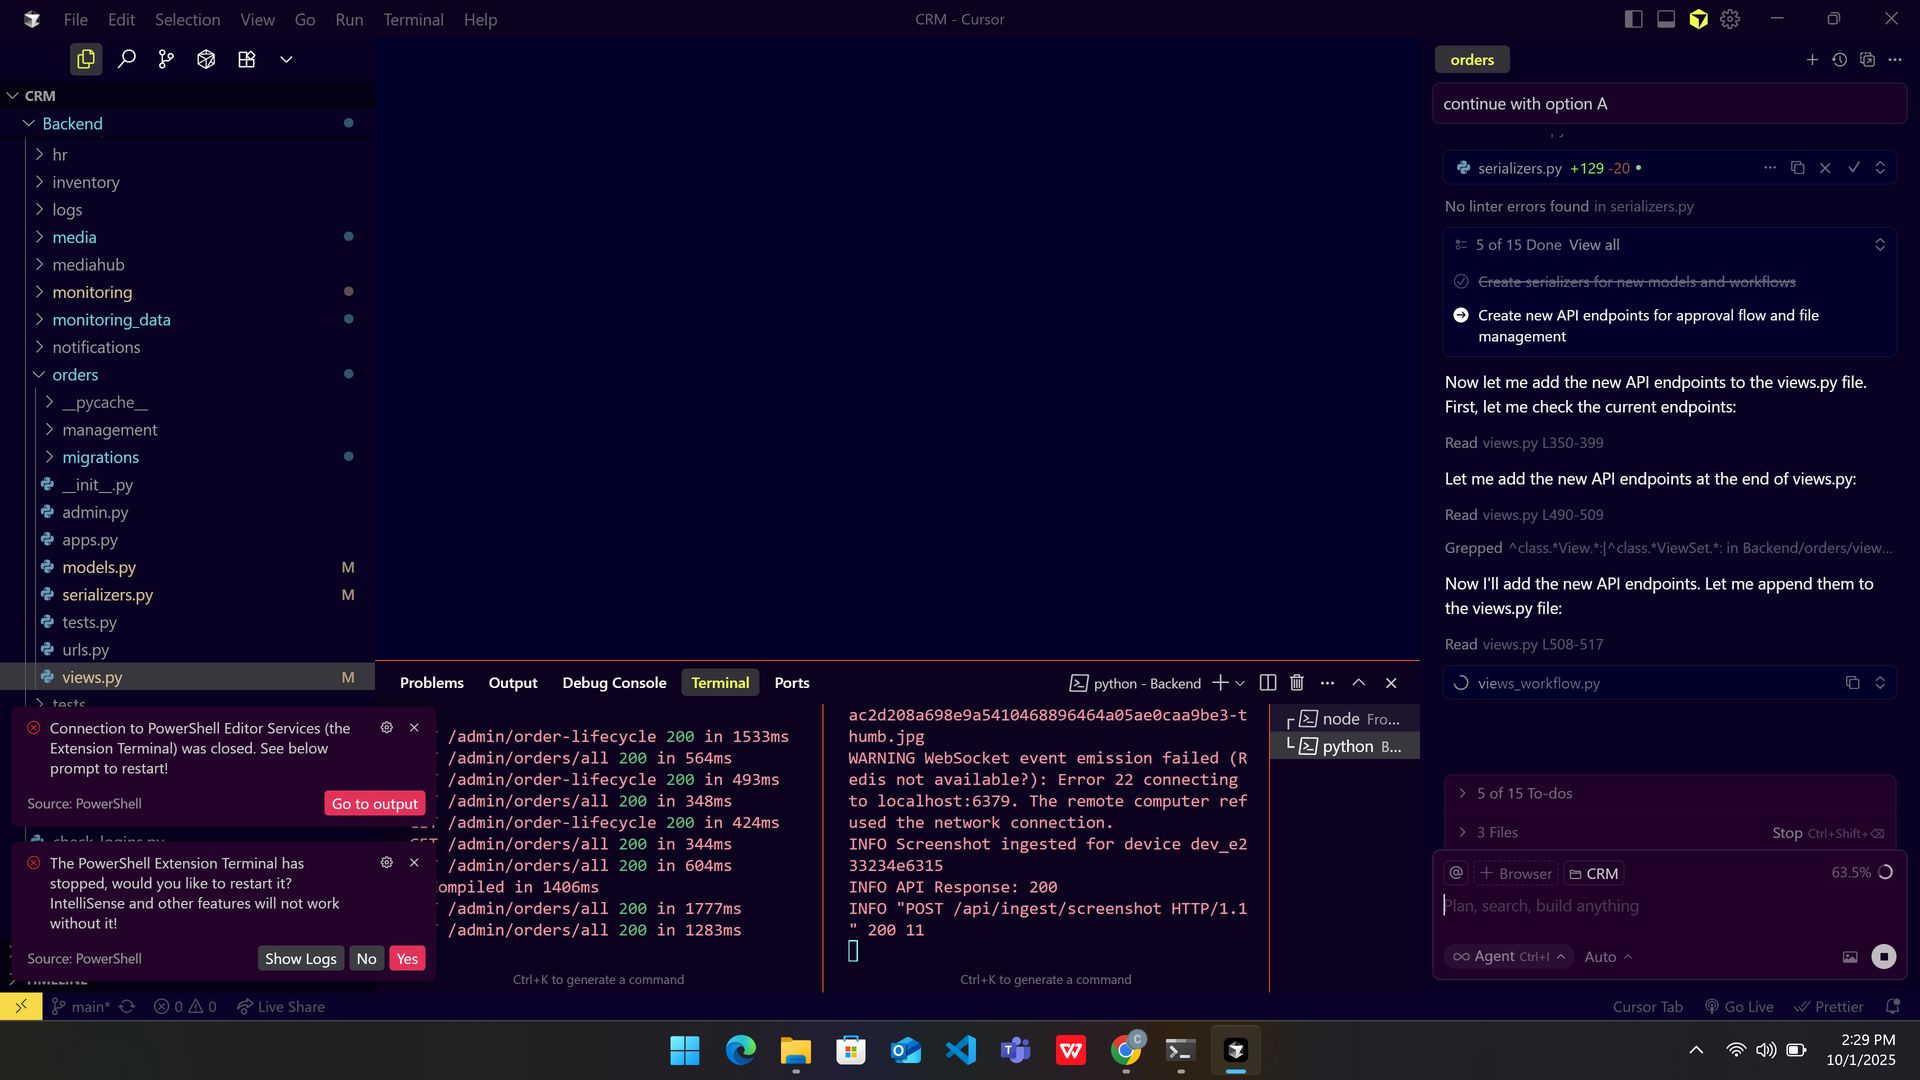 File Edit Selection View Go Run Terminal Help
CRM - Cursor
CRM
Backend
hr
inventory
logs
media
mediahub
monitoring
monitoring_data
notifications
orders
__pycache__
management
migrations
__init__.py
admin.py
apps.py
models.py M
serializers.py M
tests.py
urls.py
views.py M
tests
Connection to PowerShell Editor Services (the
Extension Terminal) was closed. See below
prompt to restart!
Source: PowerShell
Go to output
The PowerShell Extension Terminal has
stopped, would you like to restart it?
IntelliSense and other features will not work
without it!
Source: PowerShell
Show Logs No Yes
TIMELINE
Problems Output Debug Console Terminal Ports
python - Backend
/admin/order-lifecycle 200 in 1533ms
/admin/orders/all 200 in 564ms
/admin/order-lifecycle 200 in 493ms
/admin/orders/all 200 in 348ms
/admin/order-lifecycle 200 in 424ms
/admin/orders/all 200 in 344ms
/admin/orders/all 200 in 604ms
ompiled in 1406ms
/admin/orders/all 200 in 1777ms
/admin/orders/all 200 in 1283ms
Ctrl+K to generate a command
ac2d208a698e9a5410468896464a05ae0caa9be3-t
humb.jpg
WARNING WebSocket event emission failed (R
edis not available?): Error 22 connecting
to localhost:6379. The remote computer ref
used the network connection.
INFO Screenshot ingested for device dev_e2
33234e6315
INFO API Response: 200
INFO "POST /api/ingest/screenshot HTTP/1.1
" 200 11
Ctrl+K to generate a command
node Fro...
python B...
orders
continue with option A
serializers.py +129 -20
No linter errors found in serializers.py
5 of 15 Done View all
Create serializers for new models and workflows
Create new API endpoints for approval flow and file
management
Now let me add the new API endpoints to the views.py file.
First, let me check the current endpoints:
Read views.py L350-399
Let me add the new API endpoints at the end of views.py:
Read views.py L490-509
Grepped ^class.*View.*:|^class.*ViewSet.*: in Backend/orders/view...
Now I'll add the new API endpoints. Let me append them to
the views.py file:
Read views.py L508-517
views_workflow.py
5 of 15 To-dos
3 Files
Stop Ctrl+Shift+⌫
@ + Browser CRM 63.5%
Plan, search, build anything
Agent Ctrl+I Auto
main* 0 0 Live Share
Cursor Tab Go Live Prettier
2:29 PM
10/1/2025